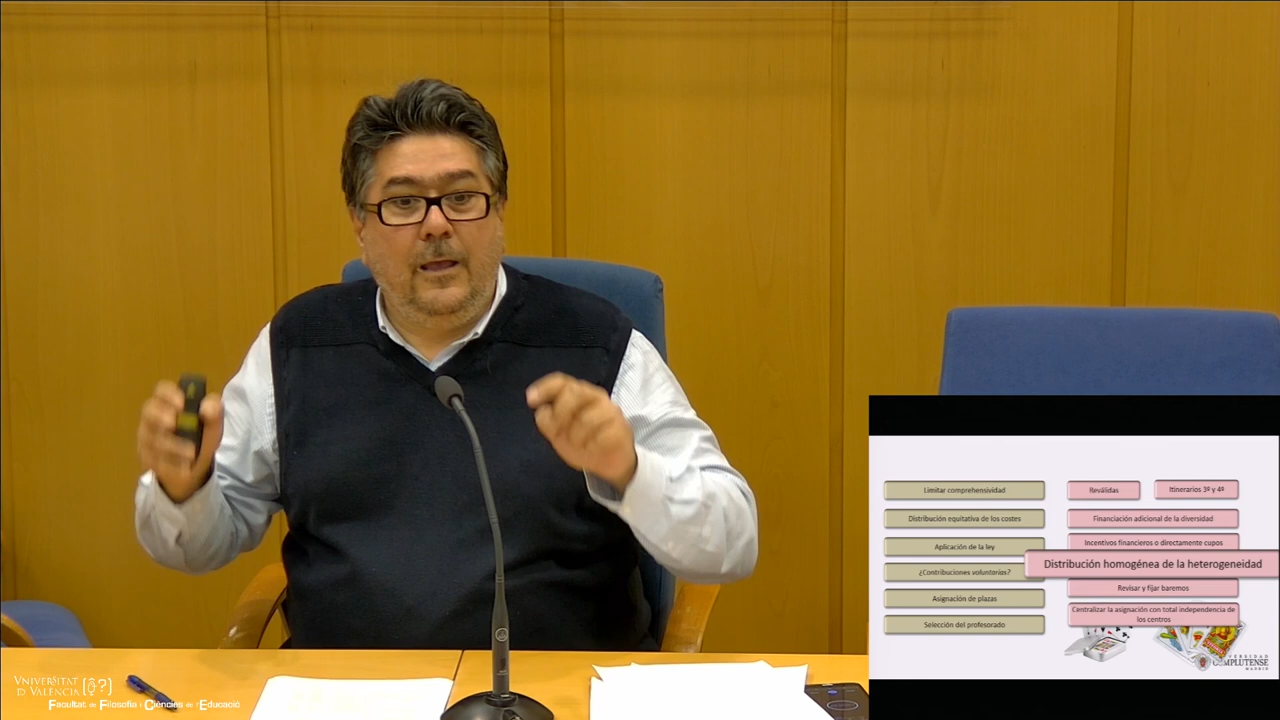 Limitar comprehensividad
Reválidas
Itinerarios 3º y 4º
Distribución equitativa de los costes
Financiación adicional de la diversidad
Aplicación de la ley
Incentivos financieros o directamente cupos
¿Contribuciones voluntarias?
Distribución homogénea de la heterogeneidad
Asignación de plazas
Revisar y fijar baremos
Selección del profesorado
Centralizar la asignación con total independencia de
los centros
COMPLUTENSE
MADRID
VNIVERSITAT
D VALÈNCIA
Facultat de Filosofia i Ciències de l'Educació